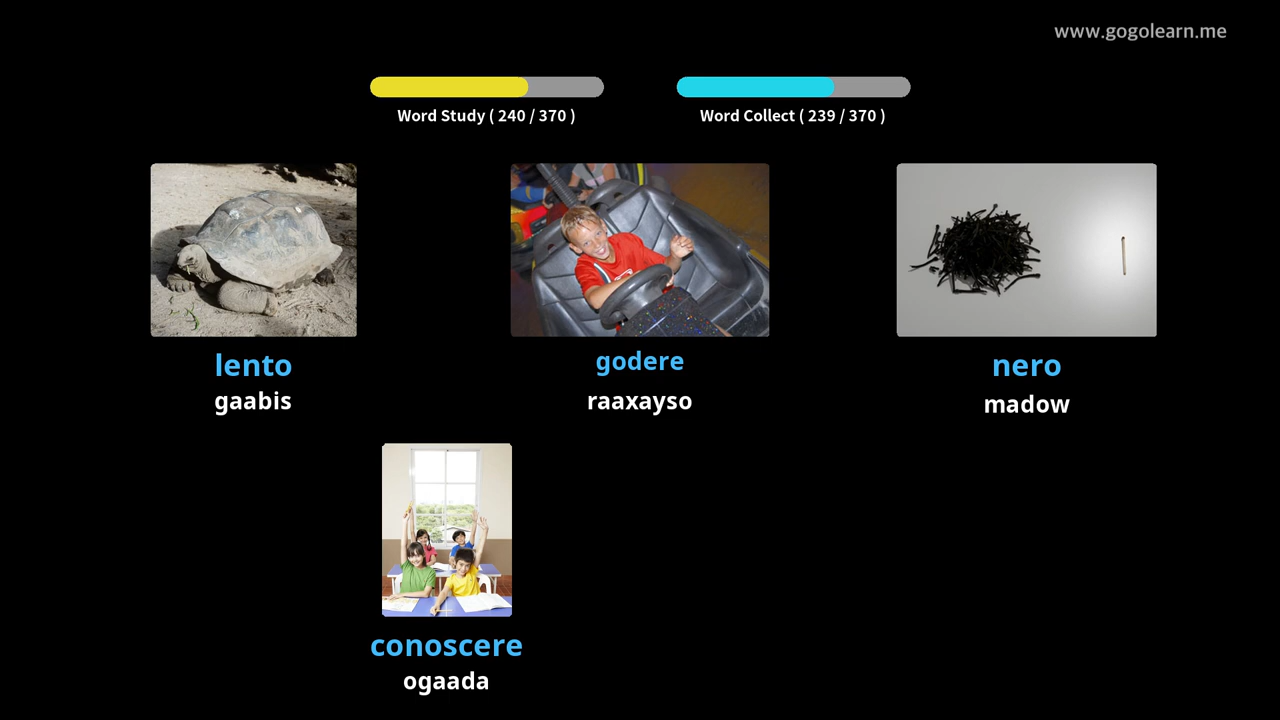 www.gogolearn.me
Word Study ( 240 / 370 )
Word Collect ( 239 / 370 )
lento
gaabis
godere
raaxayso
nero
madow
conoscere
ogaada